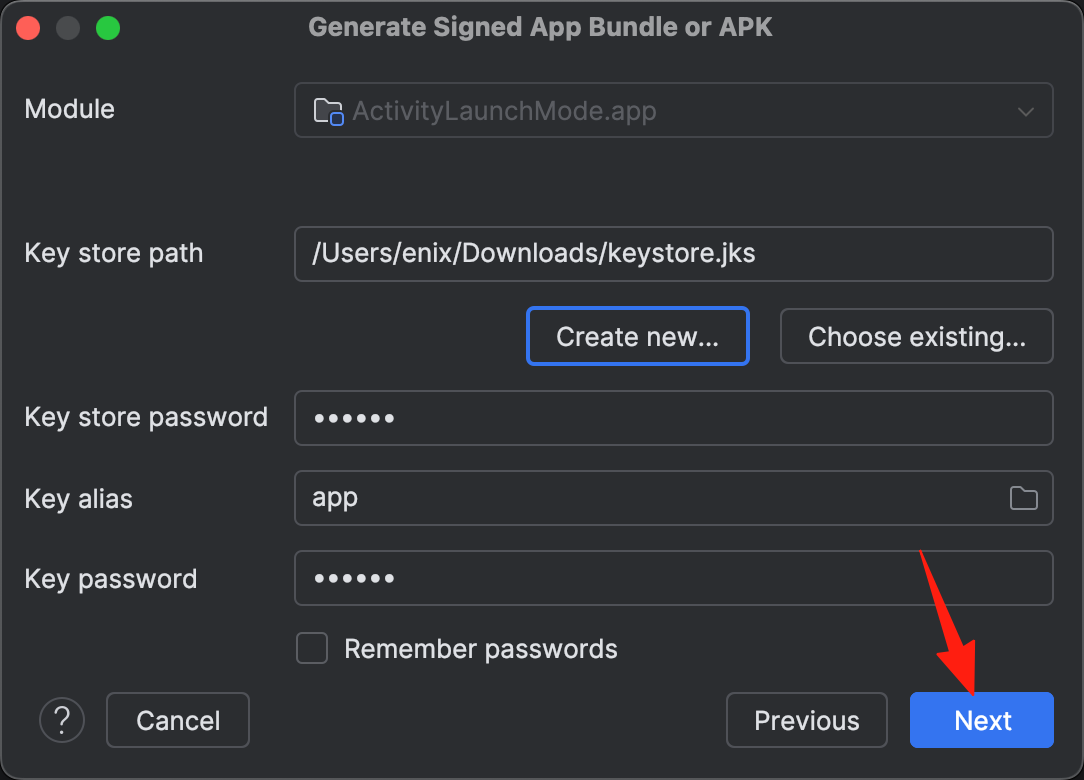 Generate Signed App Bundle or APK
Module
ActivityLaunchMode.app
Key store path
/Users/enix/Downloads/keystore.jks
Create new...
Choose existing...
Key store password
••••••
Key alias
app
Key password
••••••
Remember passwords
?
Cancel
Previous
Next